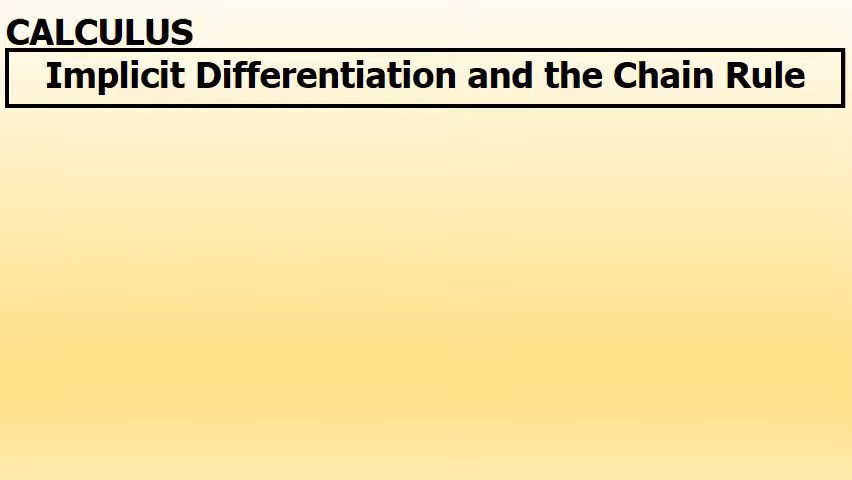 CALCULUS
Implicit Differentiation and the Chain Rule